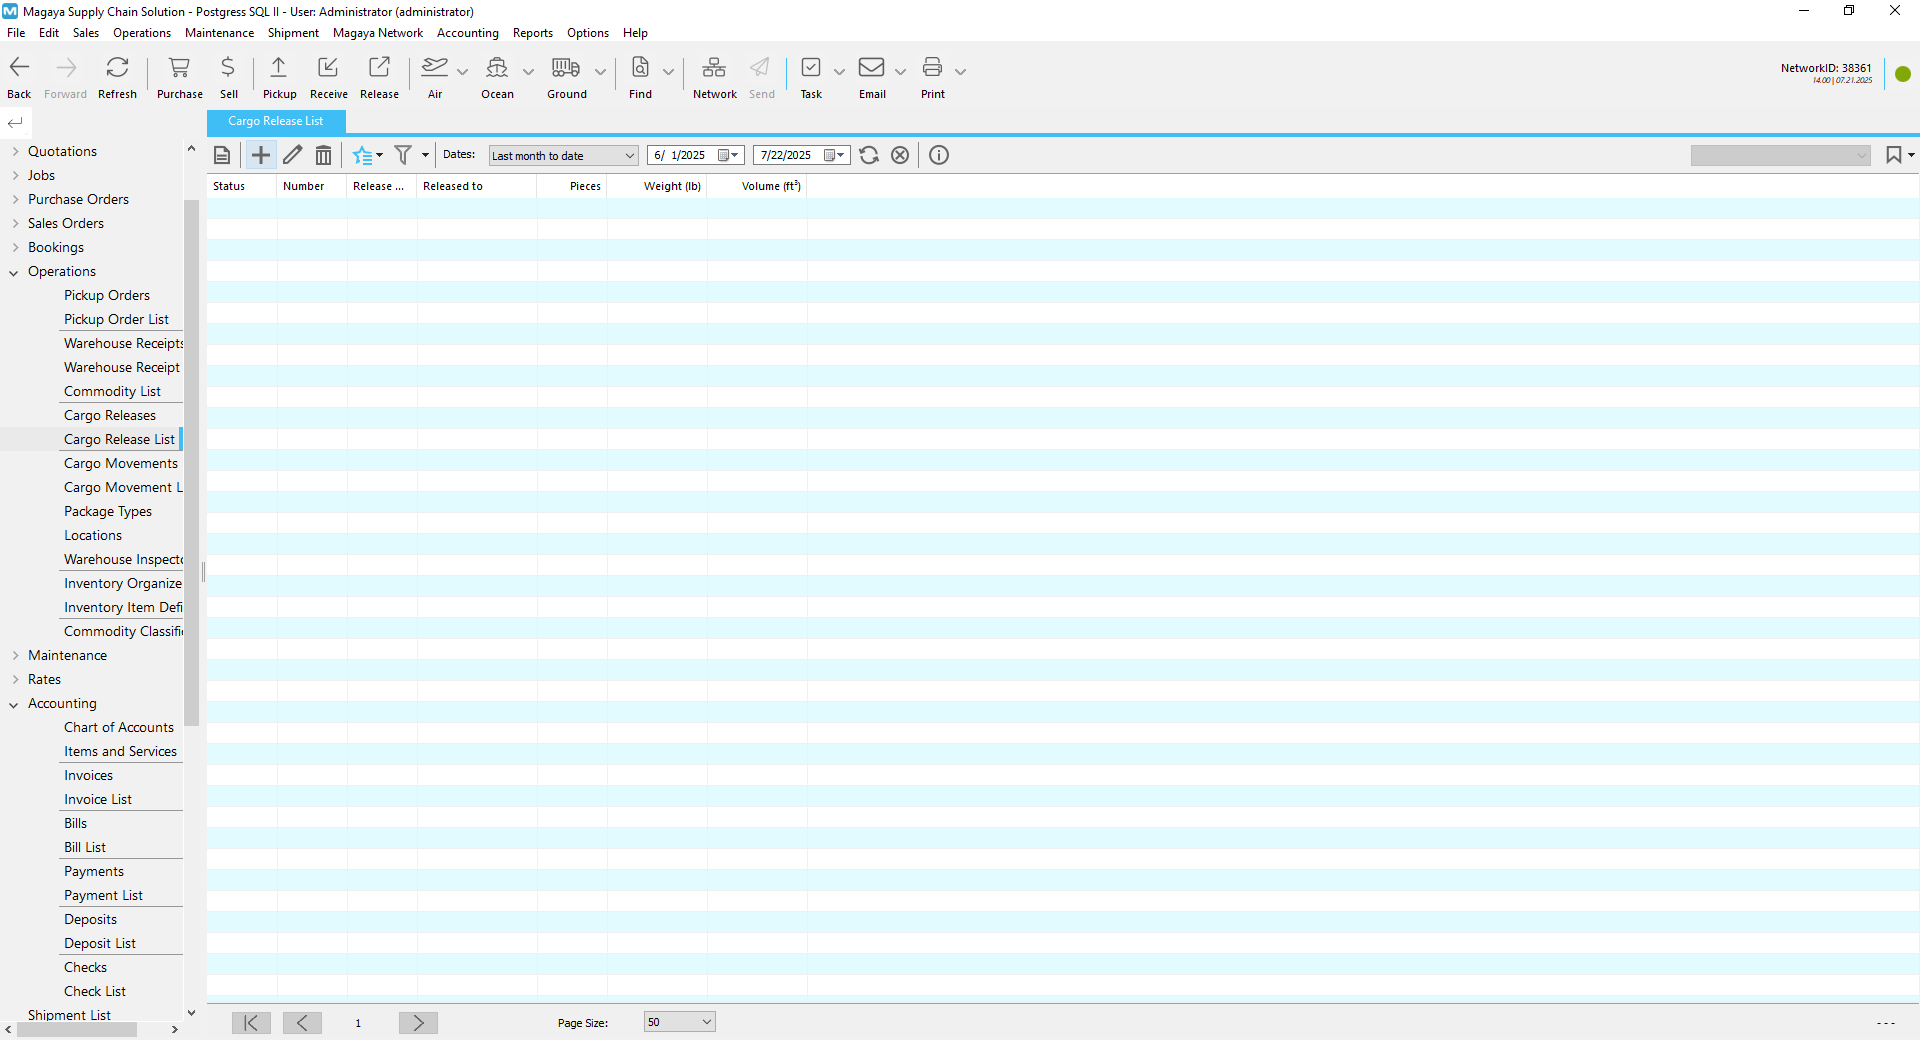 Magaya Supply Chain Solution - Postgress SQL II - User: Administrator (administrator)
File Edit Sales Operations Maintenance Shipment Magaya Network Accounting Reports Options Help
Back Forward Refresh Purchase Sell Pickup Receive Release Air Ocean Ground Find Network Send Task Email Print
NetworkID: 38361
14.00 | 07.21.2025
Cargo Release List
Dates: Last month to date 6/ 1/2025 7/22/2025
Status Number Release ... Released to Pieces Weight (lb) Volume (ft³)
Quotations
Jobs
Purchase Orders
Sales Orders
Bookings
Operations
Pickup Orders
Pickup Order List
Warehouse Receipts
Warehouse Receipt
Commodity List
Cargo Releases
Cargo Release List
Cargo Movements
Cargo Movement L
Package Types
Locations
Warehouse Inspecto
Inventory Organize
Inventory Item Defi
Commodity Classifi
Maintenance
Rates
Accounting
Chart of Accounts
Items and Services
Invoices
Invoice List
Bills
Bill List
Payments
Payment List
Deposits
Deposit List
Checks
Check List
Shipment List
1 Page Size: 50 - - -